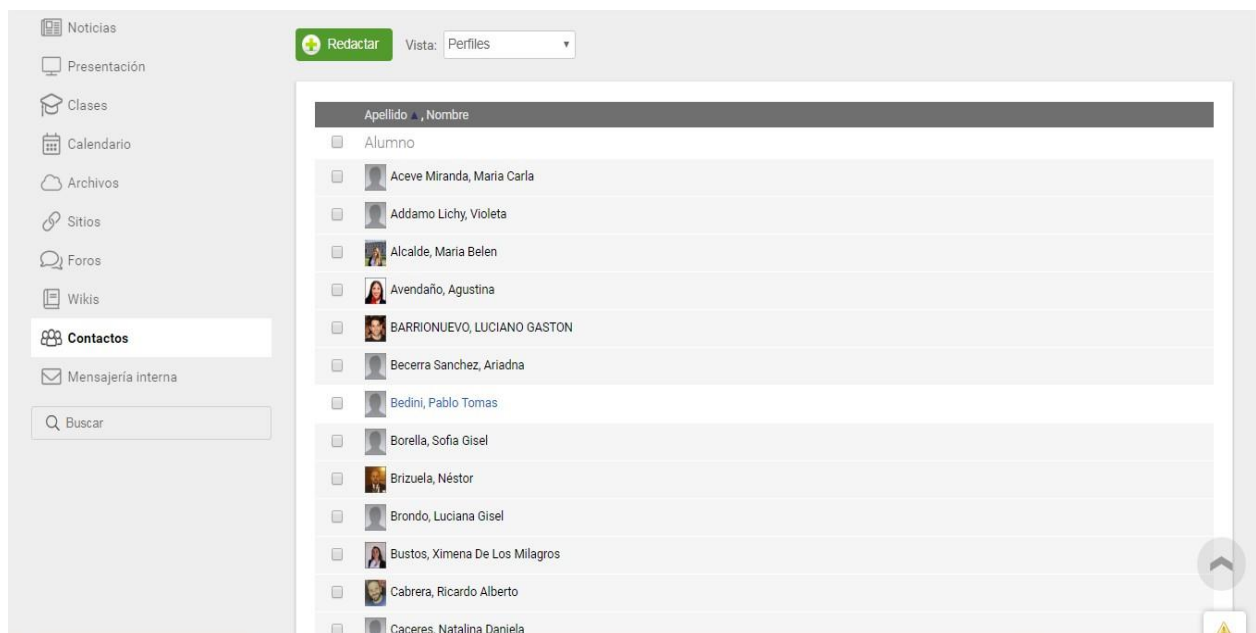 Noticias
Presentación
Clases
Calendario
Archivos
Sitios
Foros
Wikis
Contactos
Mensajería interna
Buscar
Redactar Vista: Perfiles
Apellido ▲, Nombre
Alumno
Aceve Miranda, Maria Carla
Addamo Lichy, Violeta
Alcalde, Maria Belen
Avendaño, Agustina
BARRIONUEVO, LUCIANO GASTON
Becerra Sanchez, Ariadna
Bedini, Pablo Tomas
Borella, Sofia Gisel
Brizuela, Néstor
Brondo, Luciana Gisel
Bustos, Ximena De Los Milagros
Cabrera, Ricardo Alberto
Caceres, Natalina Daniela